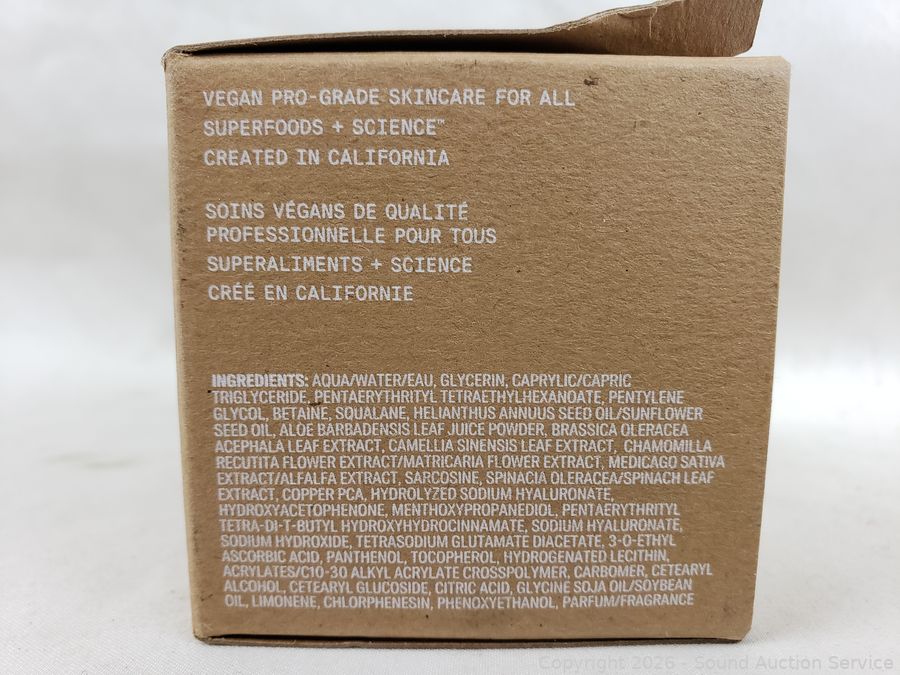 VEGAN PRO-GRADE SKINCARE FOR ALL
SUPERFOODS + SCIENCE™
CREATED IN CALIFORNIA
SOINS VÉGANS DE QUALITÉ
PROFESSIONNELLE POUR TOUS
SUPERALIMENTS + SCIENCE
CRÉÉ EN CALIFORNIE
INGREDIENTS: AQUA/WATER/EAU, GLYCERIN, CAPRYLIC/CAPRIC
TRIGLYCERIDE, PENTAERYTHRITYL TETRAETHYLHEXANOATE, PENTYLENE
GLYCOL, BETAINE, SQUALANE, HELIANTHUS ANNUUS SEED OIL/SUNFLOWER
SEED OIL, ALOE BARBADENSIS LEAF JUICE POWDER, BRASSICA OLERACEA
ACEPHALA LEAF EXTRACT, CAMELLIA SINENSIS LEAF EXTRACT, CHAMOMILLA
RECUTITA FLOWER EXTRACT/MATRICARIA FLOWER EXTRACT, MEDICAGO SATIVA
EXTRACT/ALFALFA EXTRACT, SARCOSINE, SPINACIA OLERACEA/SPINACH LEAF
EXTRACT, COPPER PCA, HYDROLYZED SODIUM HYALURONATE,
HYDROXYACETOPHENONE, MENTHOXYPROPANEDIOL, PENTAERYTHRITYL
TETRA-DI-T-BUTYL HYDROXYHYDROCINNAMATE, SODIUM HYALURONATE,
SODIUM HYDROXIDE, TETRASODIUM GLUTAMATE DIACETATE, 3-O-ETHYL
ASCORBIC ACID, PANTHENOL, TOCOPHEROL, HYDROGENATED LECITHIN,
ACRYLATES/C10-30 ALKYL ACRYLATE CROSSPOLYMER, CARBOMER, CETEARYL
ALCOHOL, CETEARYL GLUCOSIDE, CITRIC ACID, GLYCINE SOJA OIL/SOYBEAN
OIL, LIMONENE, CHLORPHENESIN, PHENOXYETHANOL, PARFUM/FRAGRANCE
Copyright 2026 - Sound Auction Service